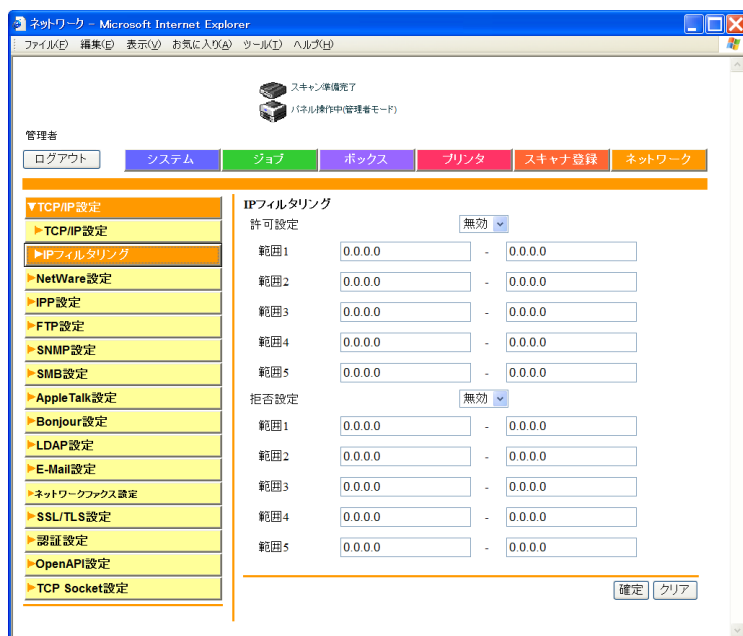 ネットワーク - Microsoft Internet Explorer
ファイル(F) 編集(E) 表示(V) お気に入り(A) ツール(T) ヘルプ(H)
スキャン準備完了
パネル操作中(管理者モード)
管理者
ログアウト システム ジョブ ボックス プリンタ スキャナ登録 ネットワーク
▼TCP/IP設定
▶TCP/IP設定
▶IPフィルタリング
▶NetWare設定
▶IPP設定
▶FTP設定
▶SNMP設定
▶SMB設定
▶AppleTalk設定
▶Bonjour設定
▶LDAP設定
▶E-Mail設定
▶ネットワークファクス設定
▶SSL/TLS設定
▶認証設定
▶OpenAPI設定
▶TCP Socket設定
IPフィルタリング
許可設定 無効
範囲1 0.0.0.0 - 0.0.0.0
範囲2 0.0.0.0 - 0.0.0.0
範囲3 0.0.0.0 - 0.0.0.0
範囲4 0.0.0.0 - 0.0.0.0
範囲5 0.0.0.0 - 0.0.0.0
拒否設定 無効
範囲1 0.0.0.0 - 0.0.0.0
範囲2 0.0.0.0 - 0.0.0.0
範囲3 0.0.0.0 - 0.0.0.0
範囲4 0.0.0.0 - 0.0.0.0
範囲5 0.0.0.0 - 0.0.0.0
確定 クリア